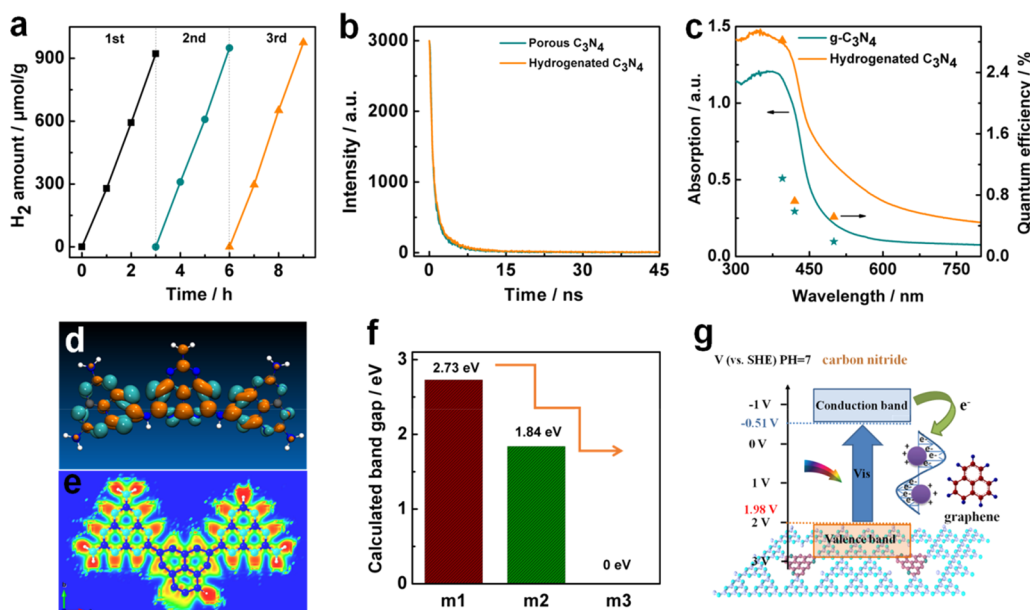 a
1st
2nd
3rd
900
600
300
0
H2 amount / μmol/g
0
2
4
6
8
Time / h
b
Porous C3N4
Hydrogenated C3N4
3000
2500
2000
1500
1000
500
0
Intensity / a.u.
0
15
30
45
Time / ns
c
g-C3N4
Hydrogenated C3N4
1.5
1.0
0.5
0.0
Absorption / a.u.
2.4
1.8
1.2
0.6
0.0
Quantum efficiency / %
300
450
600
750
Wavelength / nm
d
e
f
3
2
1
0
Calculated band gap / eV
2.73 eV
1.84 eV
0 eV
m1
m2
m3
g
V (vs. SHE) PH=7 carbon nitride
-1 V
-0.51 V
0 V
1 V
1.98 V
2 V
3 V
Conduction band
Vis
Valence band
e-
graphene